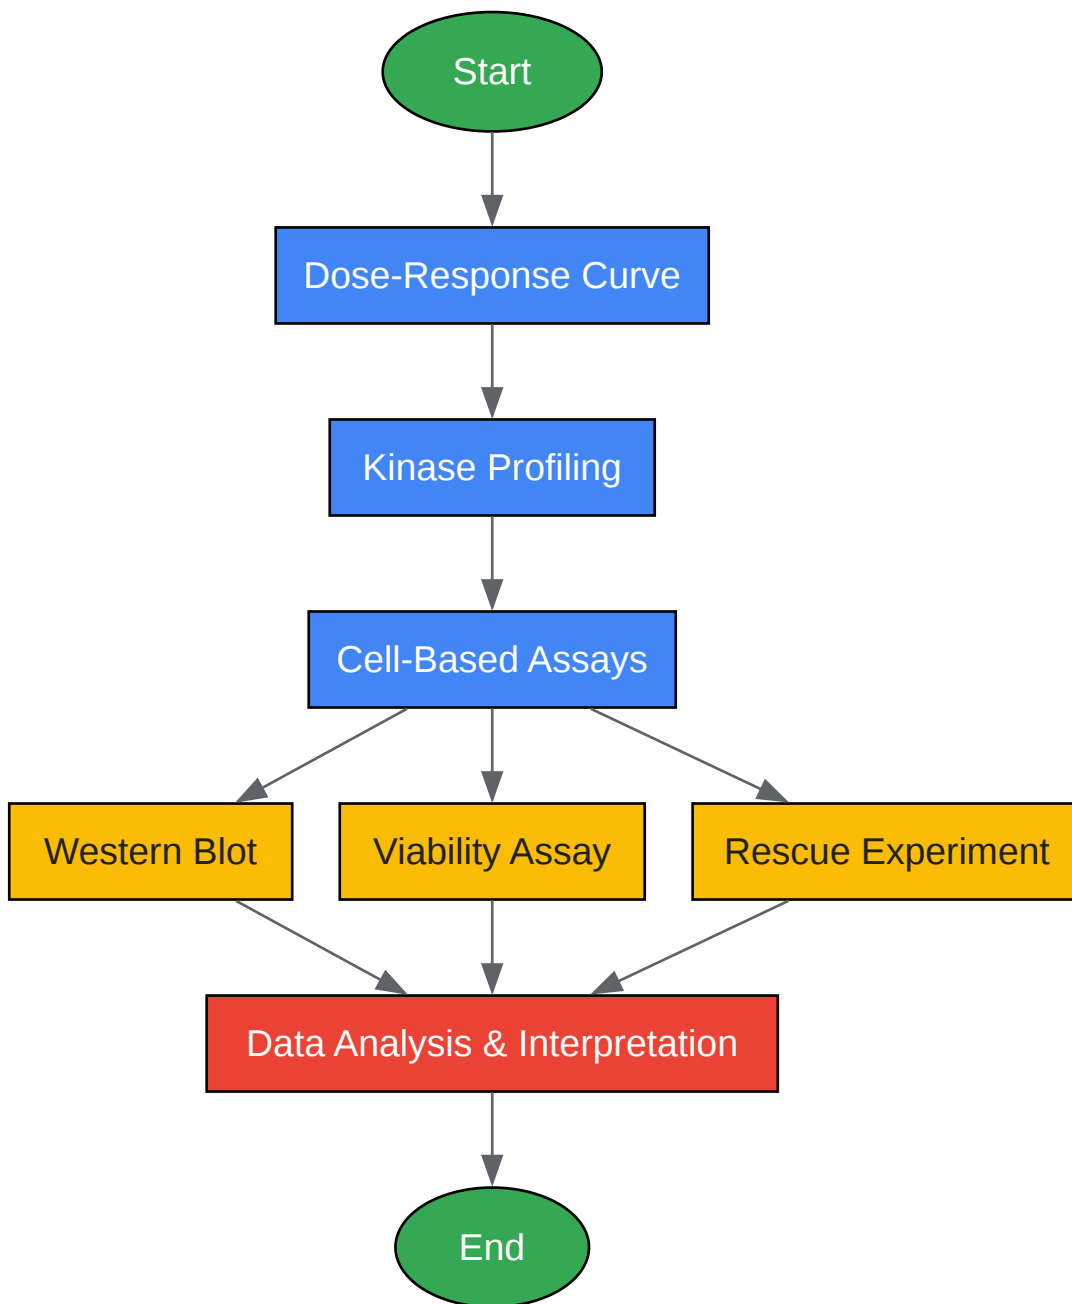 Start
Dose-Response Curve
Kinase Profiling
Cell-Based Assays
Western Blot
Viability Assay
Rescue Experiment
Data Analysis & Interpretation
End